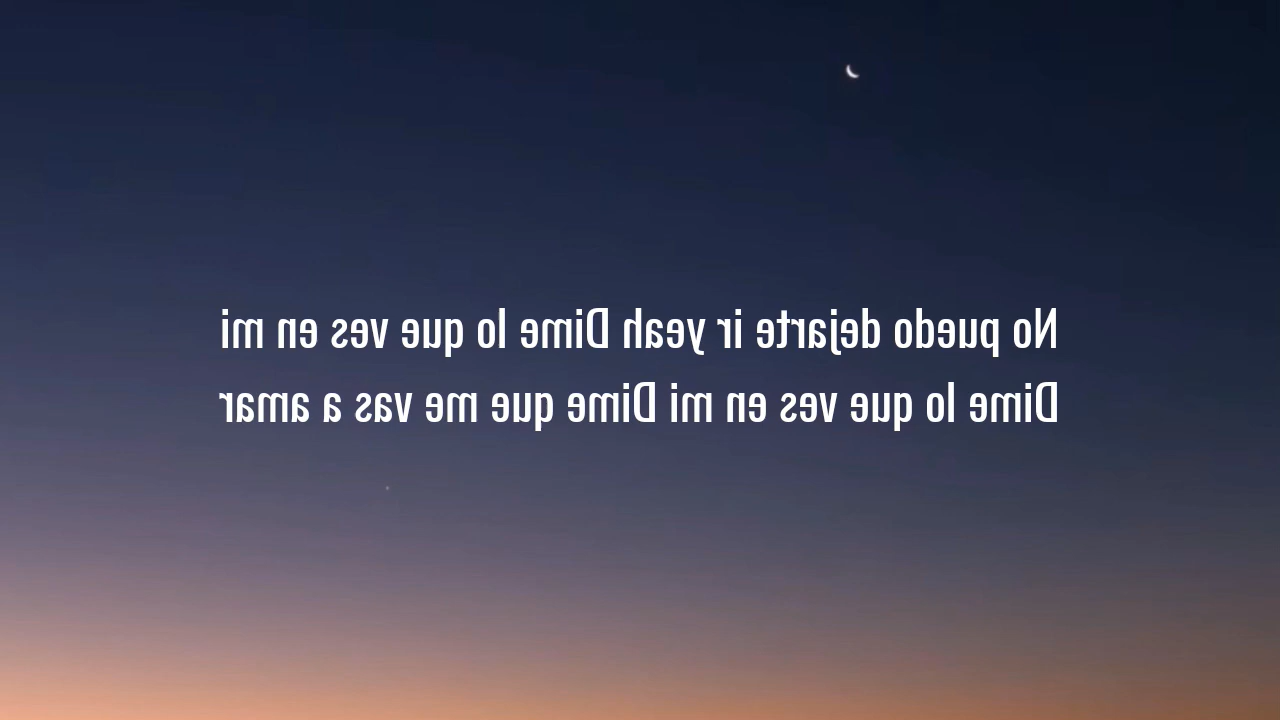 No puedo dejarte ir yeah Dime lo que ves en mi
Dime lo que ves en mi Dime que me vas a amar